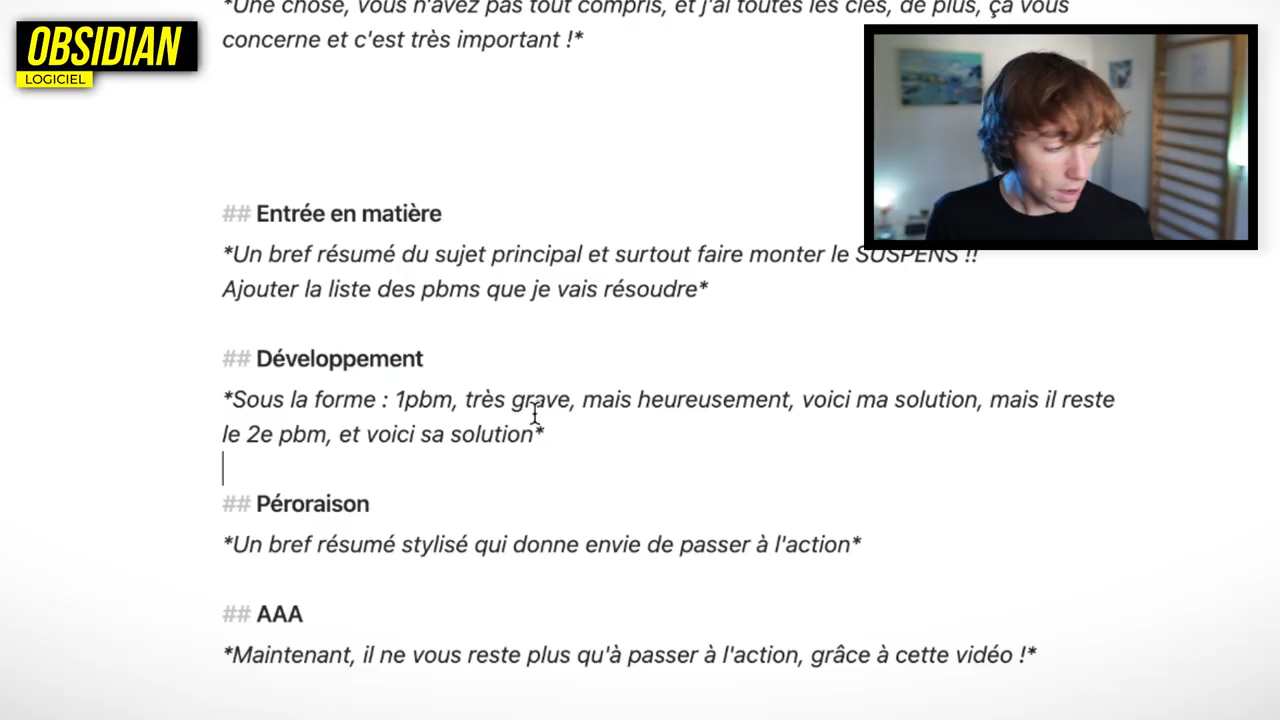 OBSIDIAN
LOGICIEL
*Une chose, vous n'avez pas tout compris, et j'ai toutes les clés, de plus, ça vous
concerne et c'est très important !*
## Entrée en matière
*Un bref résumé du sujet principal et surtout faire monter le SUSPENS !!
Ajouter la liste des pbms que je vais résoudre*
## Développement
*Sous la forme : 1pbm, très grave, mais heureusement, voici ma solution, mais il reste
le 2e pbm, et voici sa solution*
## Péroraison
*Un bref résumé stylisé qui donne envie de passer à l'action*
## AAA
*Maintenant, il ne vous reste plus qu'à passer à l'action, grâce à cette vidéo !*